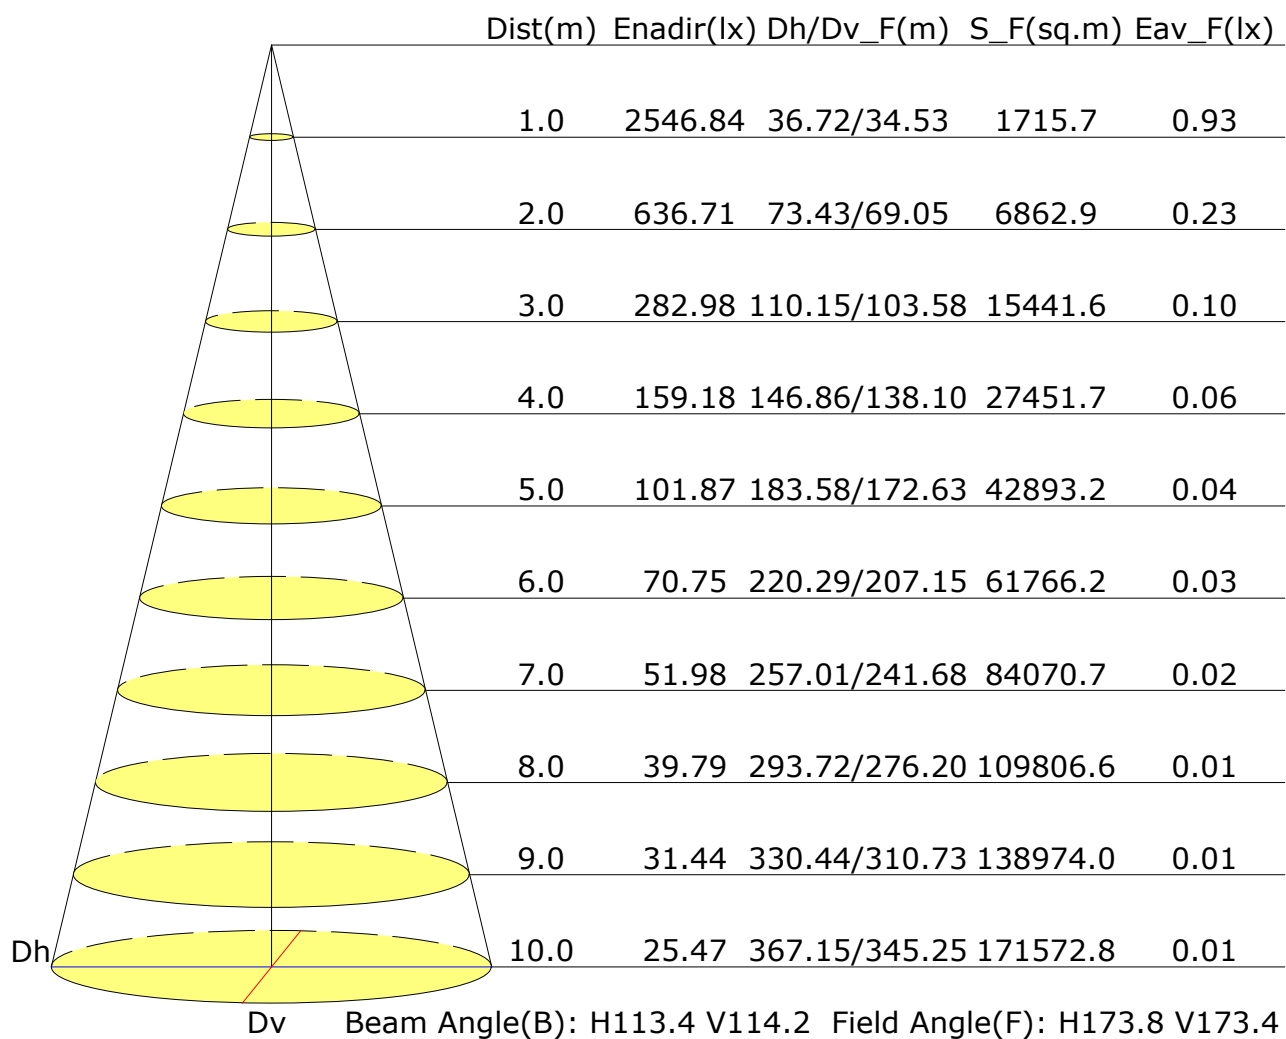 Dist(m) Enadir(lx) Dh/Dv_F(m) S_F(sq.m) Eav_F(lx)
1.0 2546.84 36.72/34.53 1715.7 0.93
2.0 636.71 73.43/69.05 6862.9 0.23
3.0 282.98 110.15/103.58 15441.6 0.10
4.0 159.18 146.86/138.10 27451.7 0.06
5.0 101.87 183.58/172.63 42893.2 0.04
6.0 70.75 220.29/207.15 61766.2 0.03
7.0 51.98 257.01/241.68 84070.7 0.02
8.0 39.79 293.72/276.20 109806.6 0.01
9.0 31.44 330.44/310.73 138974.0 0.01
Dh 10.0 25.47 367.15/345.25 171572.8 0.01
Dv Beam Angle(B): H113.4 V114.2 Field Angle(F): H173.8 V173.4